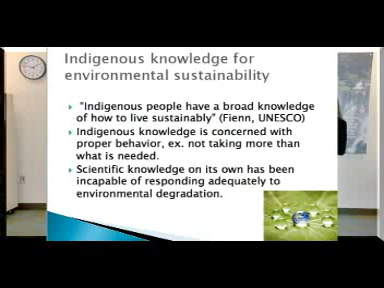 Indigenous knowledge for
environmental sustainability
"Indigenous people have a broad knowledge
of how to live sustainably" (Fienn, UNESCO)
Indigenous knowledge is concerned with
proper behavior, ex. not taking more than
what is needed.
Scientific knowledge on its own has been
incapable of responding adequately to
environmental degradation.